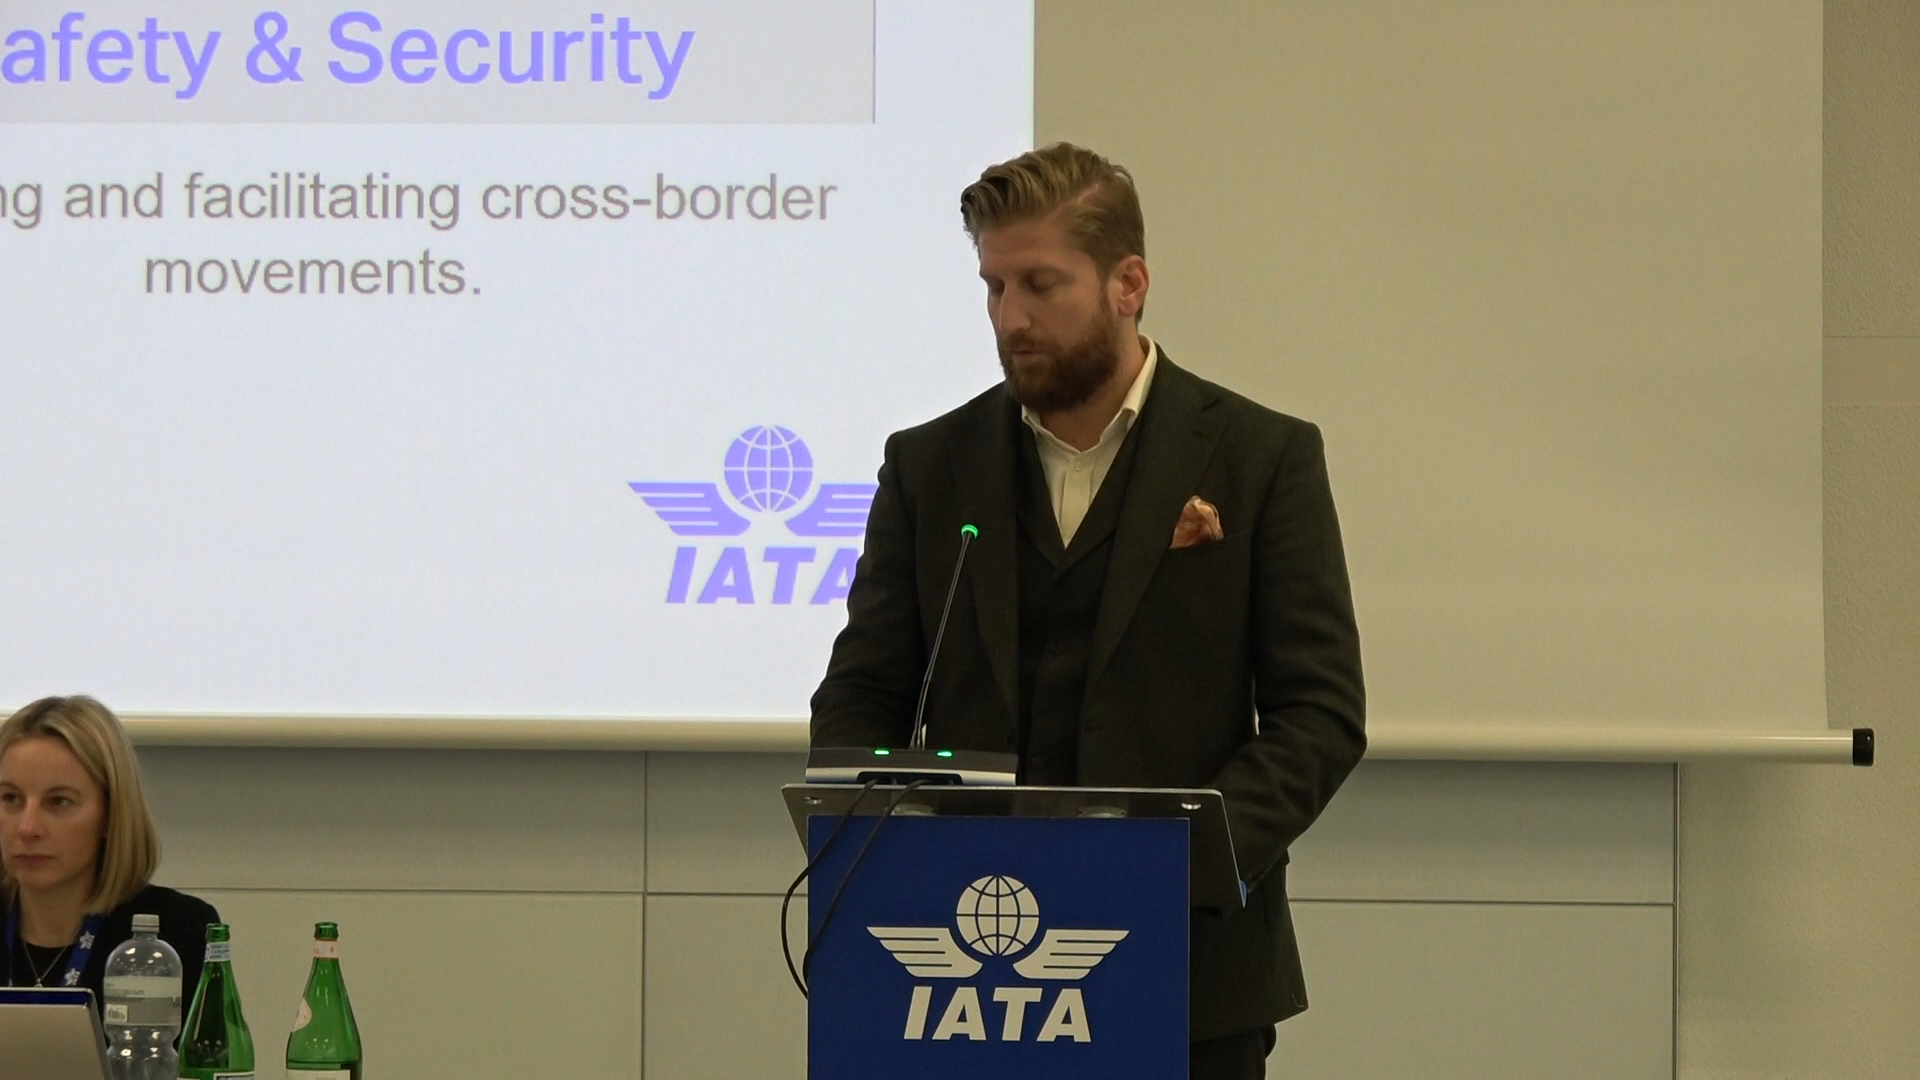 afety & Security
ng and facilitating cross-border
movements.
IATA
IATA